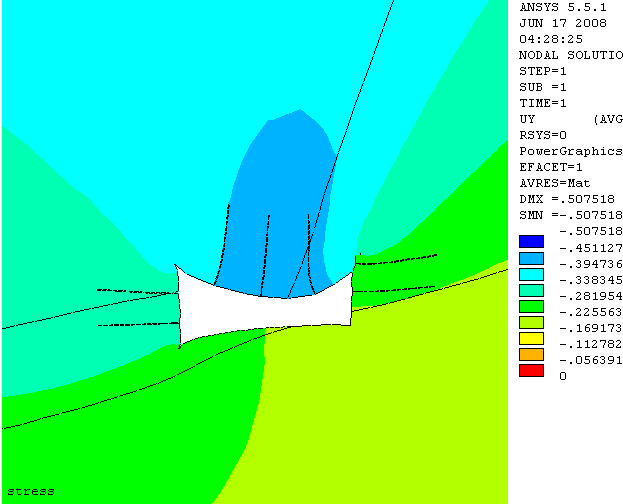 ANSYS 5.5.1
JUN 17 2008
04:28:25
NODAL SOLUTIO
STEP=1
SUB =1
TIME=1
UY (AVG
RSYS=0
PowerGraphics
EFACET=1
AVRES=Mat
DMX =.507518
SMN =-.507518
-.507518
-.451127
-.394736
-.338345
-.281954
-.225563
-.169173
-.112782
-.056391
0
stress